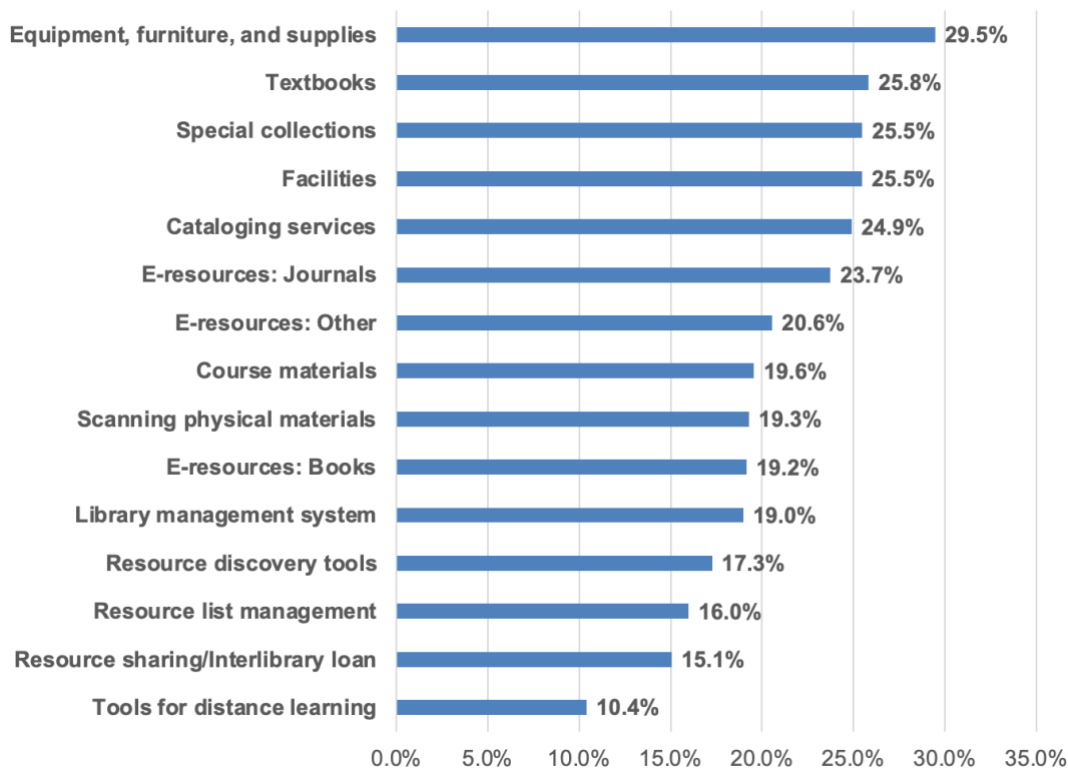 Equipment, furniture, and supplies 29.5%
Textbooks 25.8%
Special collections 25.5%
Facilities 25.5%
Cataloging services 24.9%
E-resources: Journals 23.7%
E-resources: Other 20.6%
Course materials 19.6%
Scanning physical materials 19.3%
E-resources: Books 19.2%
Library management system 19.0%
Resource discovery tools 17.3%
Resource list management 16.0%
Resource sharing/Interlibrary loan 15.1%
Tools for distance learning 10.4%
0.0% 5.0% 10.0% 15.0% 20.0% 25.0% 30.0% 35.0%